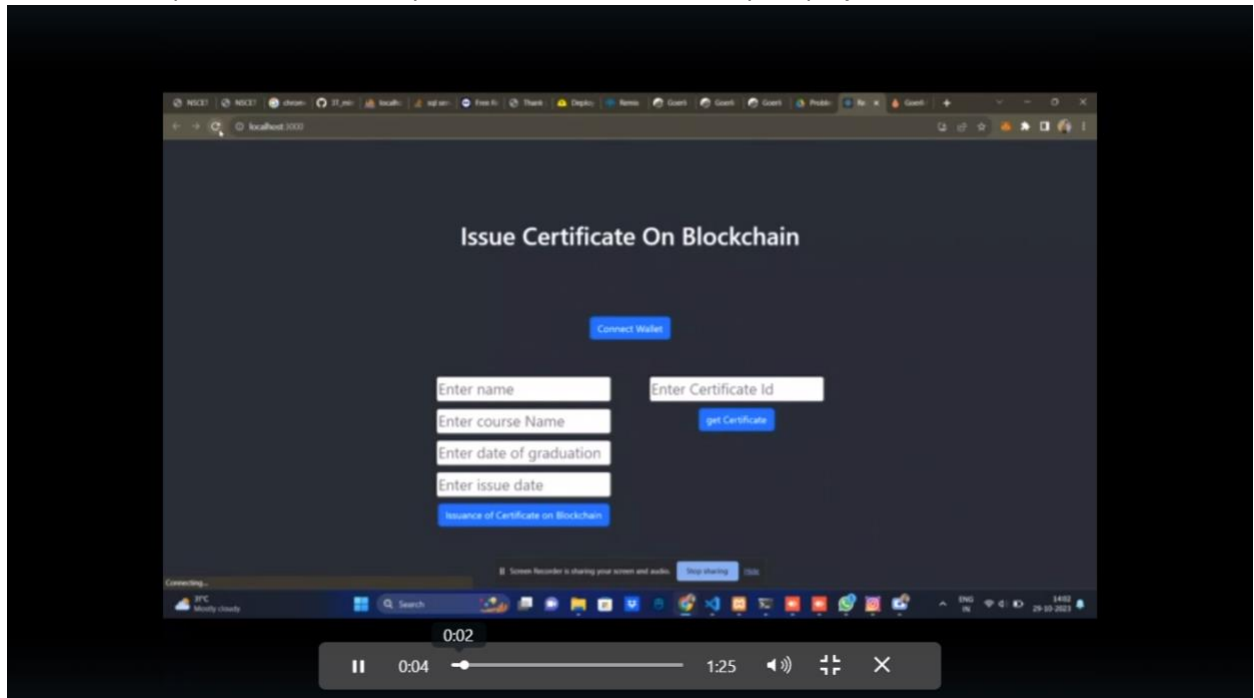 NSCET NSCET
localhost:3000
Issue Certificate On Blockchain
Connect Wallet
Enter name
Enter course Name
Enter date of graduation
Enter issue date
Issuance of Certificate on Blockchain
Enter Certificate Id
get Certificate
Screen Recorder is sharing your screen and audio. Stop sharing Hide
Connecting...
31°C
Mostly cloudy
Search
ENG
IN
14:02
29-10-2023
0:02
0:04 1:25